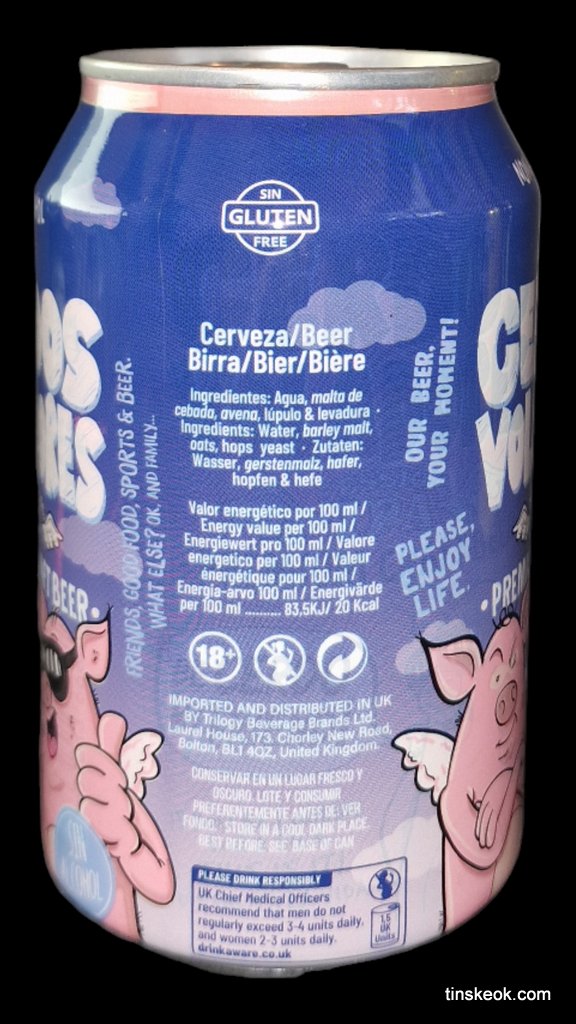 SIN
GLUTEN
FREE
Cerveza/Beer
Birra/Bier/Bière
Ingredientes: Agua, malta de
cebada, avena, lúpulo & levadura ·
Ingredients: Water, barley malt,
oats, hops yeast · Zutaten:
Wasser, gerstenmalz, hafer,
hopfen & hefe
Valor energético por 100 ml /
Energy value per 100 ml /
Energiewert pro 100 ml / Valore
energetico per 100 ml / Valeur
énergétique pour 100 ml /
Energia-arvo 100 ml / Energivärde
per 100 ml .......... 83,5KJ/ 20 Kcal
18+
IMPORTED AND DISTRIBUTED IN UK
BY Trilogy Beverage Brands Ltd.
Laurel House, 173. Chorley New Road,
Bolton, BL1 4QZ, United Kingdom.
CONSERVAR EN UN LUGAR FRESCO Y
OSCURO. LOTE Y CONSUMIR
PREFERENTEMENTE ANTES DE: VER
FONDO. · STORE IN A COOL DARK PLACE.
BEST BEFORE: SEE BASE OF CAN
PLEASE DRINK RESPONSIBLY
UK Chief Medical Officers
recommend that men do not
regularly exceed 3-4 units daily,
and women 2-3 units daily.
drinkaware.co.uk
1,5
UK
Units
FRIENDS, GOOD FOOD, SPORTS & BEER.
WHAT ELSE? OK, AND FAMILY...
OUR BEER,
YOUR MOMENT!
PLEASE,
ENJOY
LIFE.
BEER ·
CE
VO
· PREM
tinskeok.com